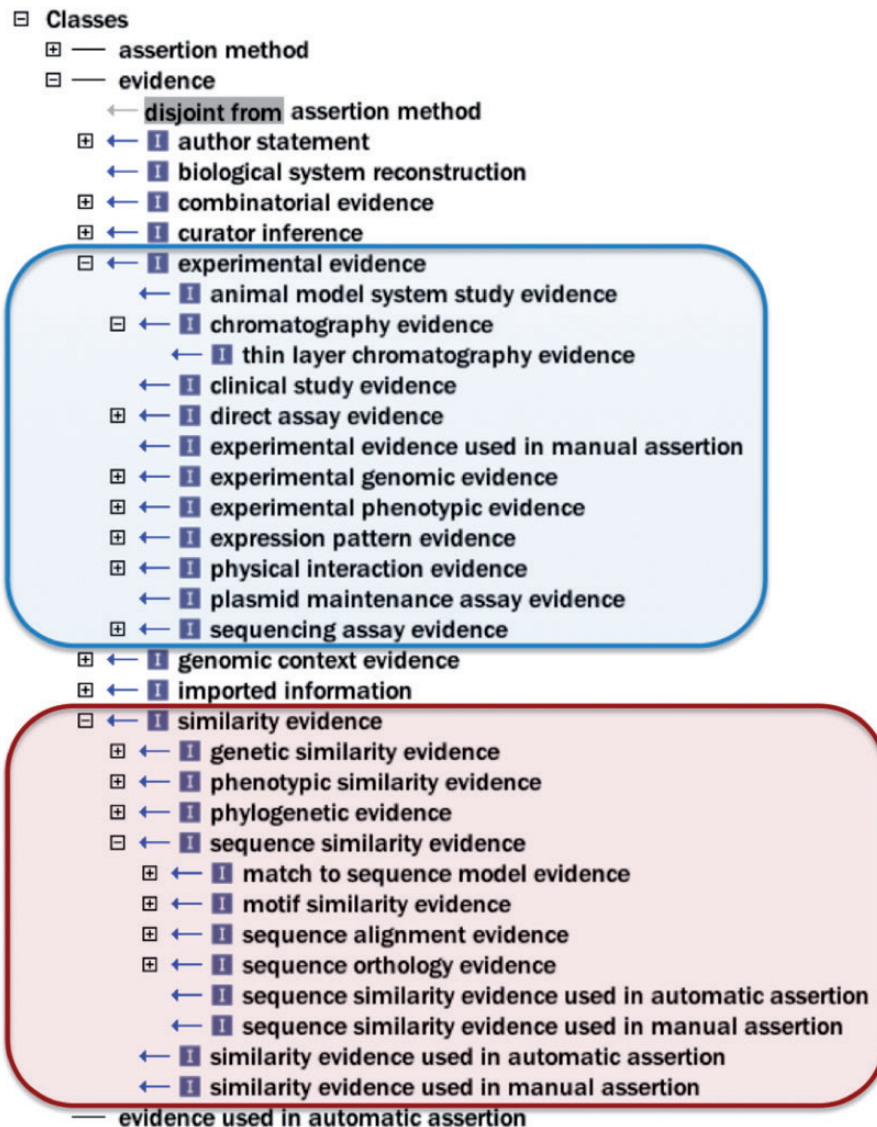 Classes
assertion method
evidence
disjoint from assertion method
I author statement
I biological system reconstruction
I combinatorial evidence
I curator inference
I experimental evidence
I animal model system study evidence
I chromatography evidence
I thin layer chromatography evidence
I clinical study evidence
I direct assay evidence
I experimental evidence used in manual assertion
I experimental genomic evidence
I experimental phenotypic evidence
I expression pattern evidence
I physical interaction evidence
I plasmid maintenance assay evidence
I sequencing assay evidence
I genomic context evidence
I imported information
I similarity evidence
I genetic similarity evidence
I phenotypic similarity evidence
I phylogenetic evidence
I sequence similarity evidence
I match to sequence model evidence
I motif similarity evidence
I sequence alignment evidence
I sequence orthology evidence
I sequence similarity evidence used in automatic assertion
I sequence similarity evidence used in manual assertion
I similarity evidence used in automatic assertion
I similarity evidence used in manual assertion
evidence used in automatic assertion